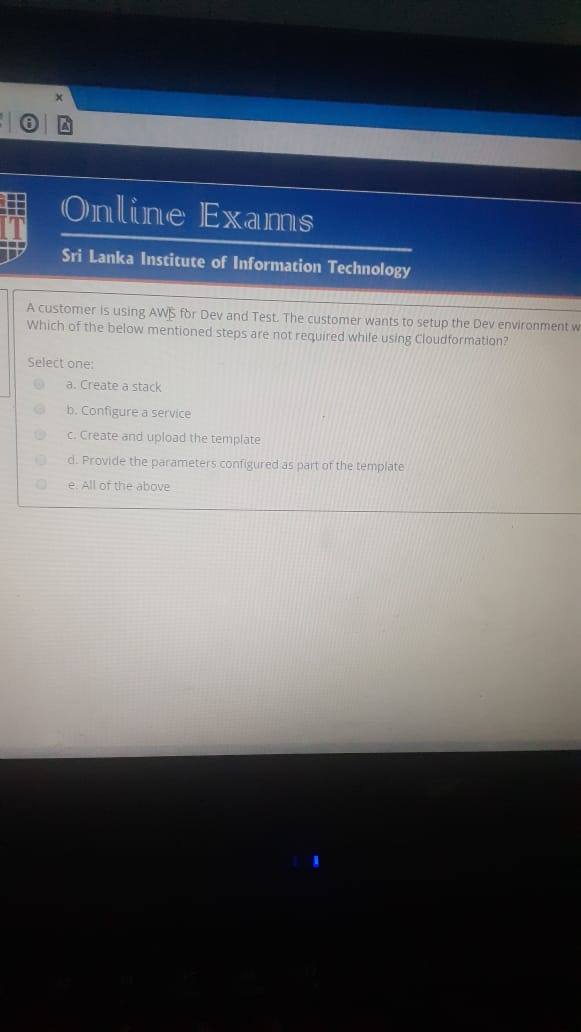 Online Exams
IT
Sri Lanka Institute of Information Technology
A customer is using AWS for Dev and Test. The customer wants to setup the Dev environment w
Which of the below mentioned steps are not required while using Cloudformation?
Select one:
a. Create a stack
b. Configure a service
c. Create and upload the template
d. Provide the parameters configured as part of the template
e. All of the above